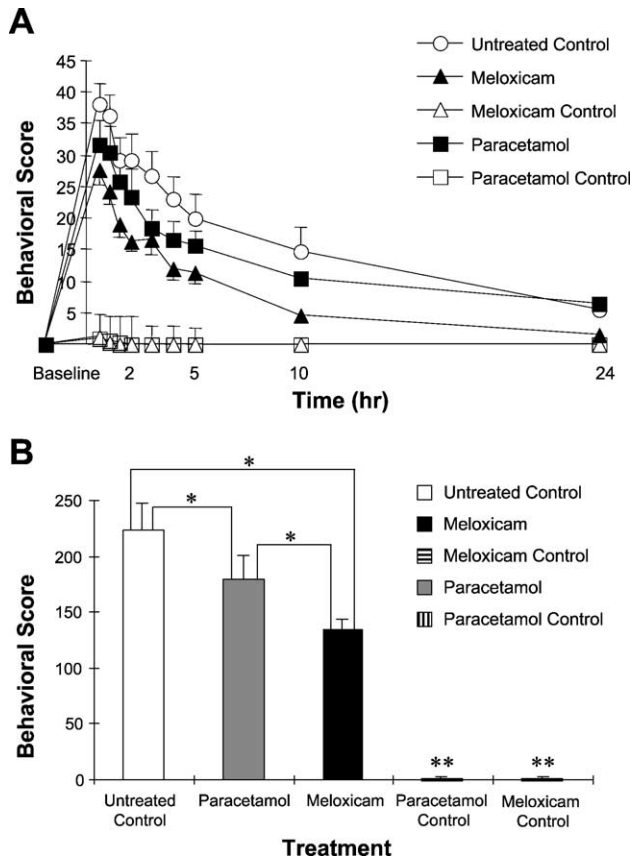 A
Untreated Control
Meloxicam
Meloxicam Control
Paracetamol
Paracetamol Control
Behavioral Score
45
40
35
30
25
20
15
10
5
Baseline 2 5 10 24
Time (hr)
B
* * *
Untreated Control
Meloxicam
Meloxicam Control
Paracetamol
Paracetamol Control
Behavioral Score
250
200
150
100
50
0
** **
Untreated Paracetamol Meloxicam Paracetamol Meloxicam
Control Control Control
Treatment